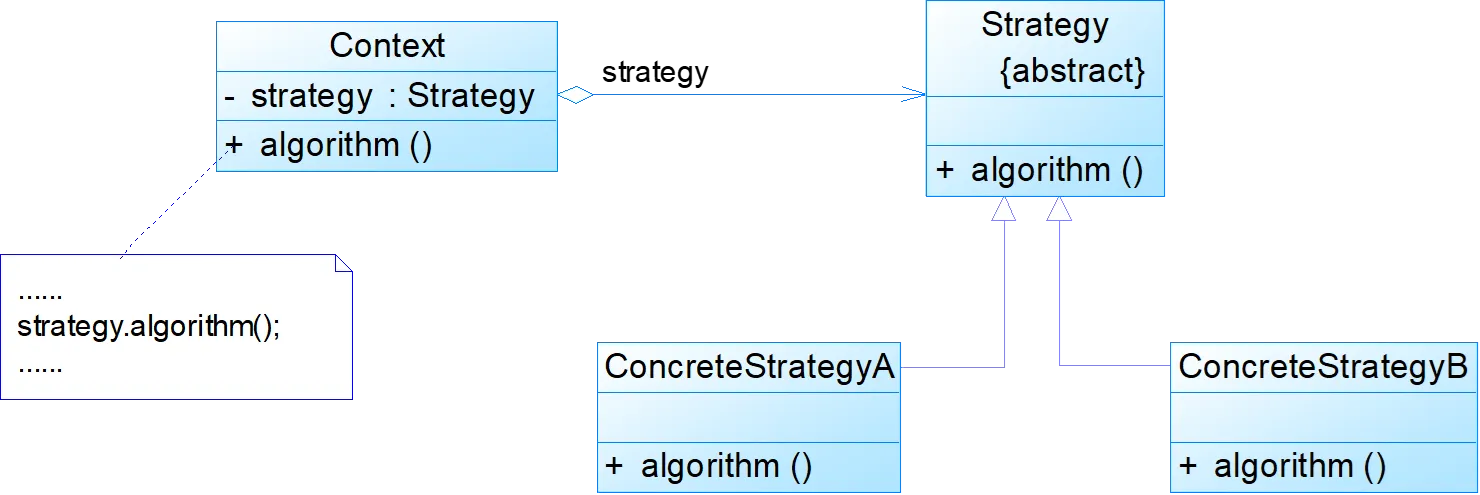 Context
- strategy : Strategy
+ algorithm ()
strategy
Strategy
{abstract}
+ algorithm ()
......
strategy.algorithm();
......
ConcreteStrategyA
+ algorithm ()
ConcreteStrategyB
+ algorithm ()